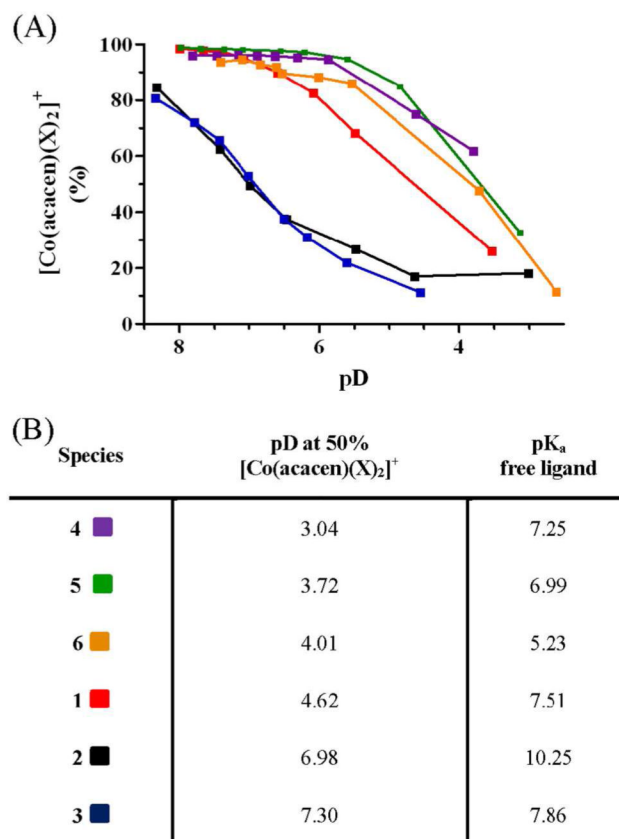 (A)
[Co(acacen)(X)₂]⁺
(%)
100
80
60
40
20
0
8
6
4
pD
(B)
Species
pD at 50%
[Co(acacen)(X)₂]⁺
pKₐ
free ligand
4 3.04 7.25
5 3.72 6.99
6 4.01 5.23
1 4.62 7.51
2 6.98 10.25
3 7.30 7.86